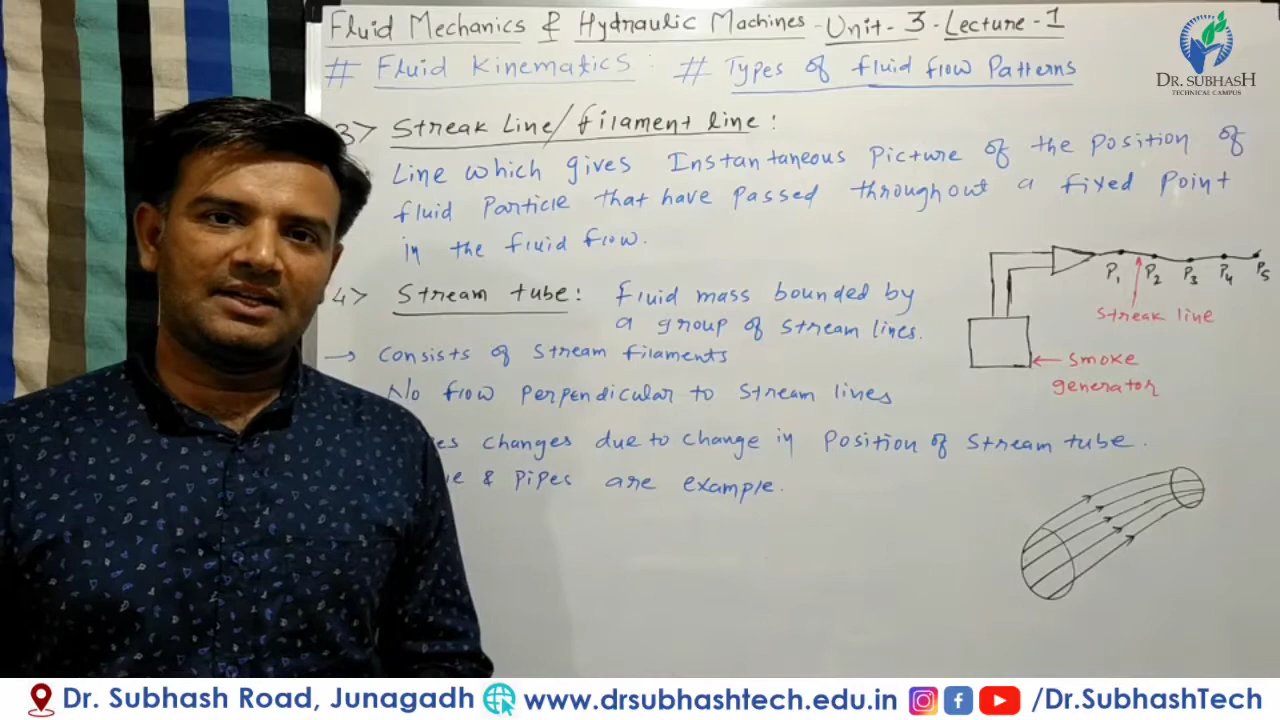 Fluid Mechanics & Hydraulic Machines - Unit - 3 - Lecture - 1
# Fluid Kinematics : # Types of fluid flow Patterns
3> Streak Line/filament line :
Line which gives Instantaneous Picture of the Position of
fluid Particle that have Passed throughout a fixed Point
in the fluid flow.
P1 P2 P3 P4 P5
Streak line
Smoke
generator
4> Stream tube : Fluid mass bounded by
a group of Stream lines.
→ Consists of Stream filaments
No flow Perpendicular to Stream lines
changes due to change in Position of Stream tube.
& Pipes are example.
DR. SUBHASH
TECHNICAL CAMPUS
Dr. Subhash Road, Junagadh www.drsubhashtech.edu.in /Dr.SubhashTech